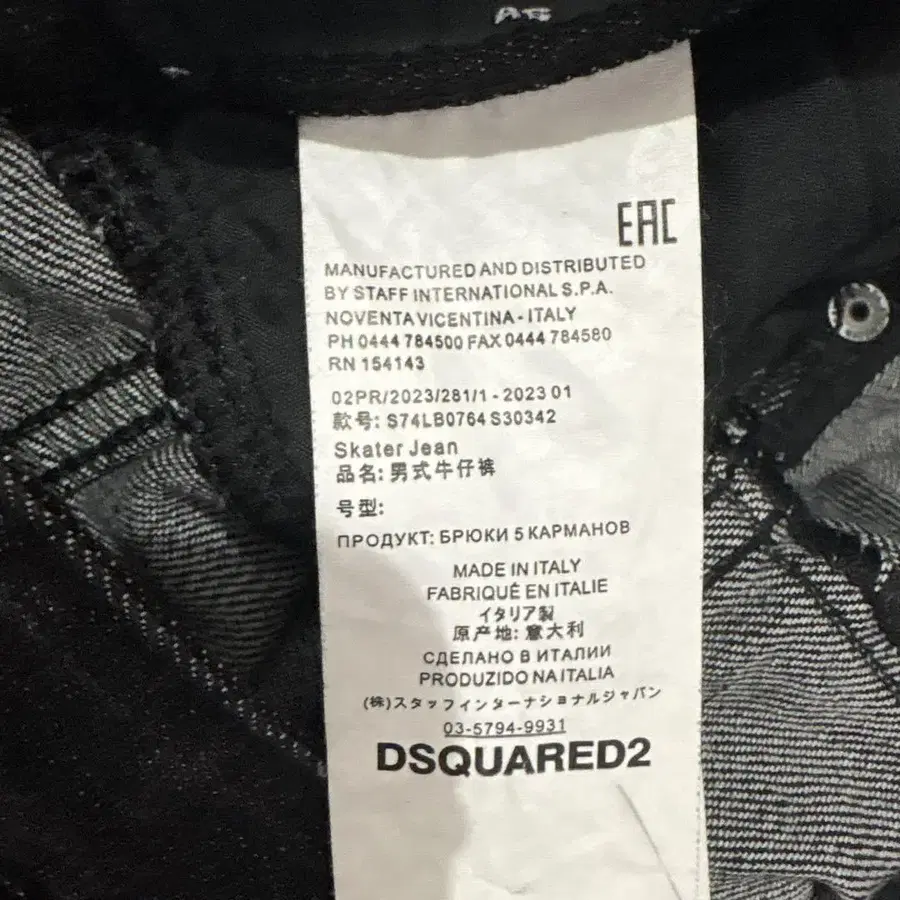 EAC
MANUFACTURED AND DISTRIBUTED
BY STAFF INTERNATIONAL S.P.A.
NOVENTA VICENTINA - ITALY
PH 0444 784500 FAX 0444 784580
RN 154143
02PR/2023/281/1 - 2023 01
款号: S74LB0764 S30342
Skater Jean
品名: 男式牛仔裤
号型:
ПРОДУКТ: БРЮКИ 5 КАРМАНОВ
MADE IN ITALY
FABRIQUÉ EN ITALIE
イタリア製
原产地: 意大利
СДЕЛАНО В ИТАЛИИ
PRODUZIDO NA ITALIA
(株)スタッフインターナショナルジャパン
03-5794-9931
DSQUARED2